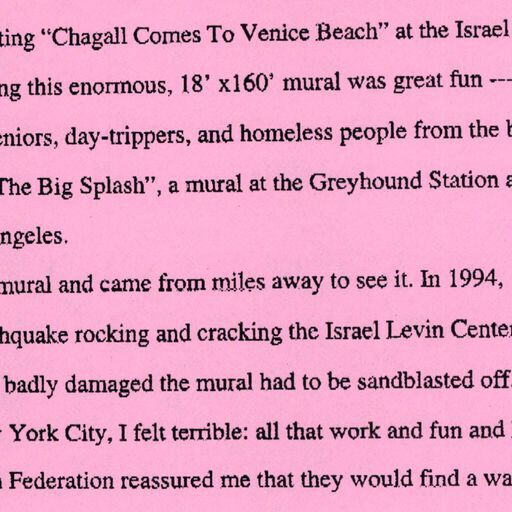 ting “Chagall Comes To Venice Beach” at the Israel
ng this enormous, 18’ x160’ mural was great fun ---
eniors, day-trippers, and homeless people from the b
The Big Splash”, a mural at the Greyhound Station a
ngeles.
mural and came from miles away to see it. In 1994,
hquake rocking and cracking the Israel Levin Center
badly damaged the mural had to be sandblasted off.
York City, I felt terrible: all that work and fun and
Federation reassured me that they would find a wa